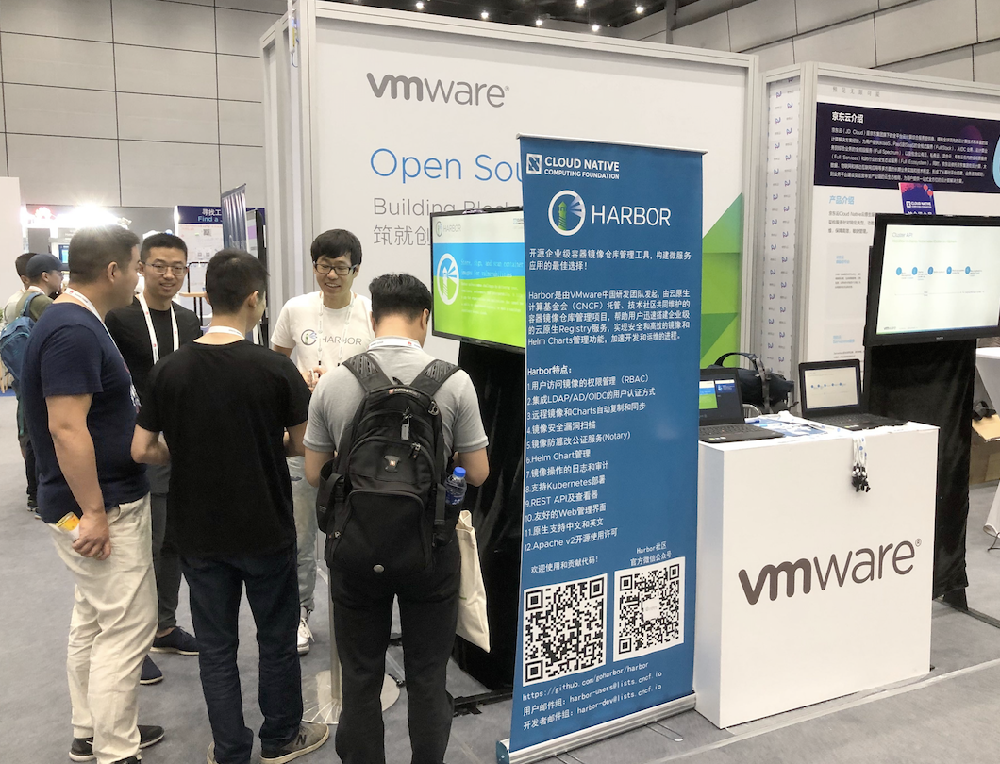 vmware®
Open Sou
Building Block
筑就创
HARBOR
CLOUD NATIVE
COMPUTING FOUNDATION
HARBOR
开源企业级容器镜像仓库管理工具，构建微服务
应用的最佳选择！
Harbor是由VMware中国研发团队发起，由云原生
计算基金会（CNCF）托管、技术社区共同维护的
容器镜像仓库管理项目，帮助用户迅速搭建企业级
的云原生Registry服务，实现安全和高效的镜像和
Helm Charts管理功能，加速开发和运维的进程。
Harbor特点：
1.用户访问镜像的权限管理（RBAC）
2.集成LDAP/AD/OIDC的用户认证方式
3.远程镜像和Charts自动复制和同步
4.镜像安全漏洞扫描
5.镜像防篡改公证服务(Notary)
6.Helm Chart管理
7.镜像操作的日志和审计
8.支持Kubernetes部署
9.REST API及查看器
10.友好的Web管理界面
11.原生支持中文和英文
12.Apache v2开源使用许可
欢迎使用和贡献代码！
Harbor社区
官方微信公众号
https://github.com/goharbor/harbor
用户邮件组：harbor-users@lists.cncf.io
开发者邮件组：harbor-dev@lists.cncf.io
HARBOR
寻找工
Find a J
京东云介绍
产品介绍
CLOUD NATIVE
Cluster API
vmware®